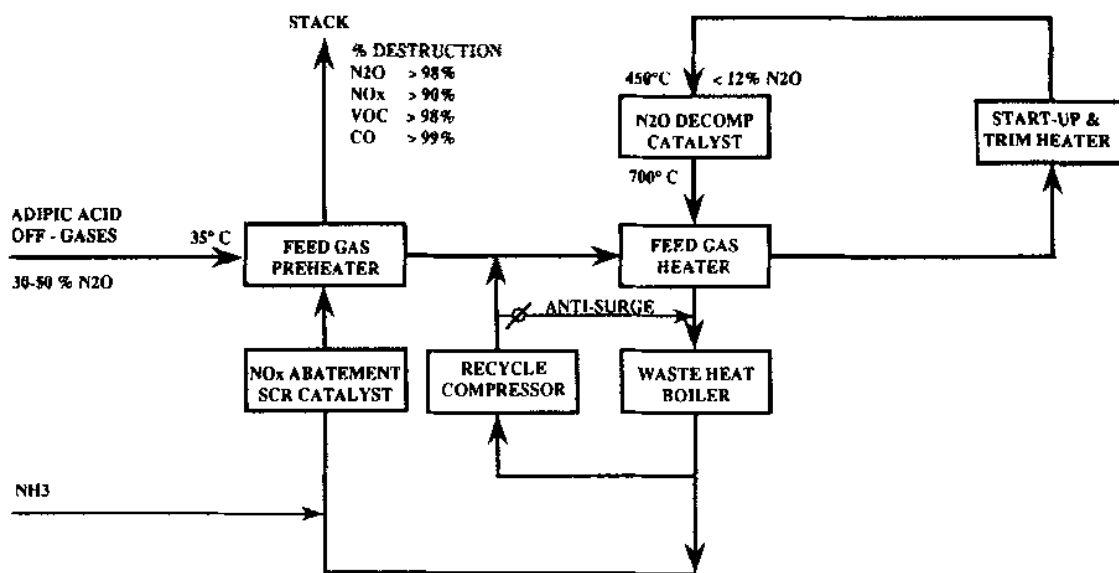 STACK
% DESTRUCTION
N2O > 98%
NOx > 90%
VOC > 98%
CO > 99%
450°C < 12% N2O
N2O DECOMP
CATALYST
START-UP &
TRIM HEATER
700° C
ADIPIC ACID
OFF - GASES
35° C
30-50 % N2O
FEED GAS
PREHEATER
FEED GAS
HEATER
ANTI-SURGE
NOx ABATEMENT
SCR CATALYST
RECYCLE
COMPRESSOR
WASTE HEAT
BOILER
NH3